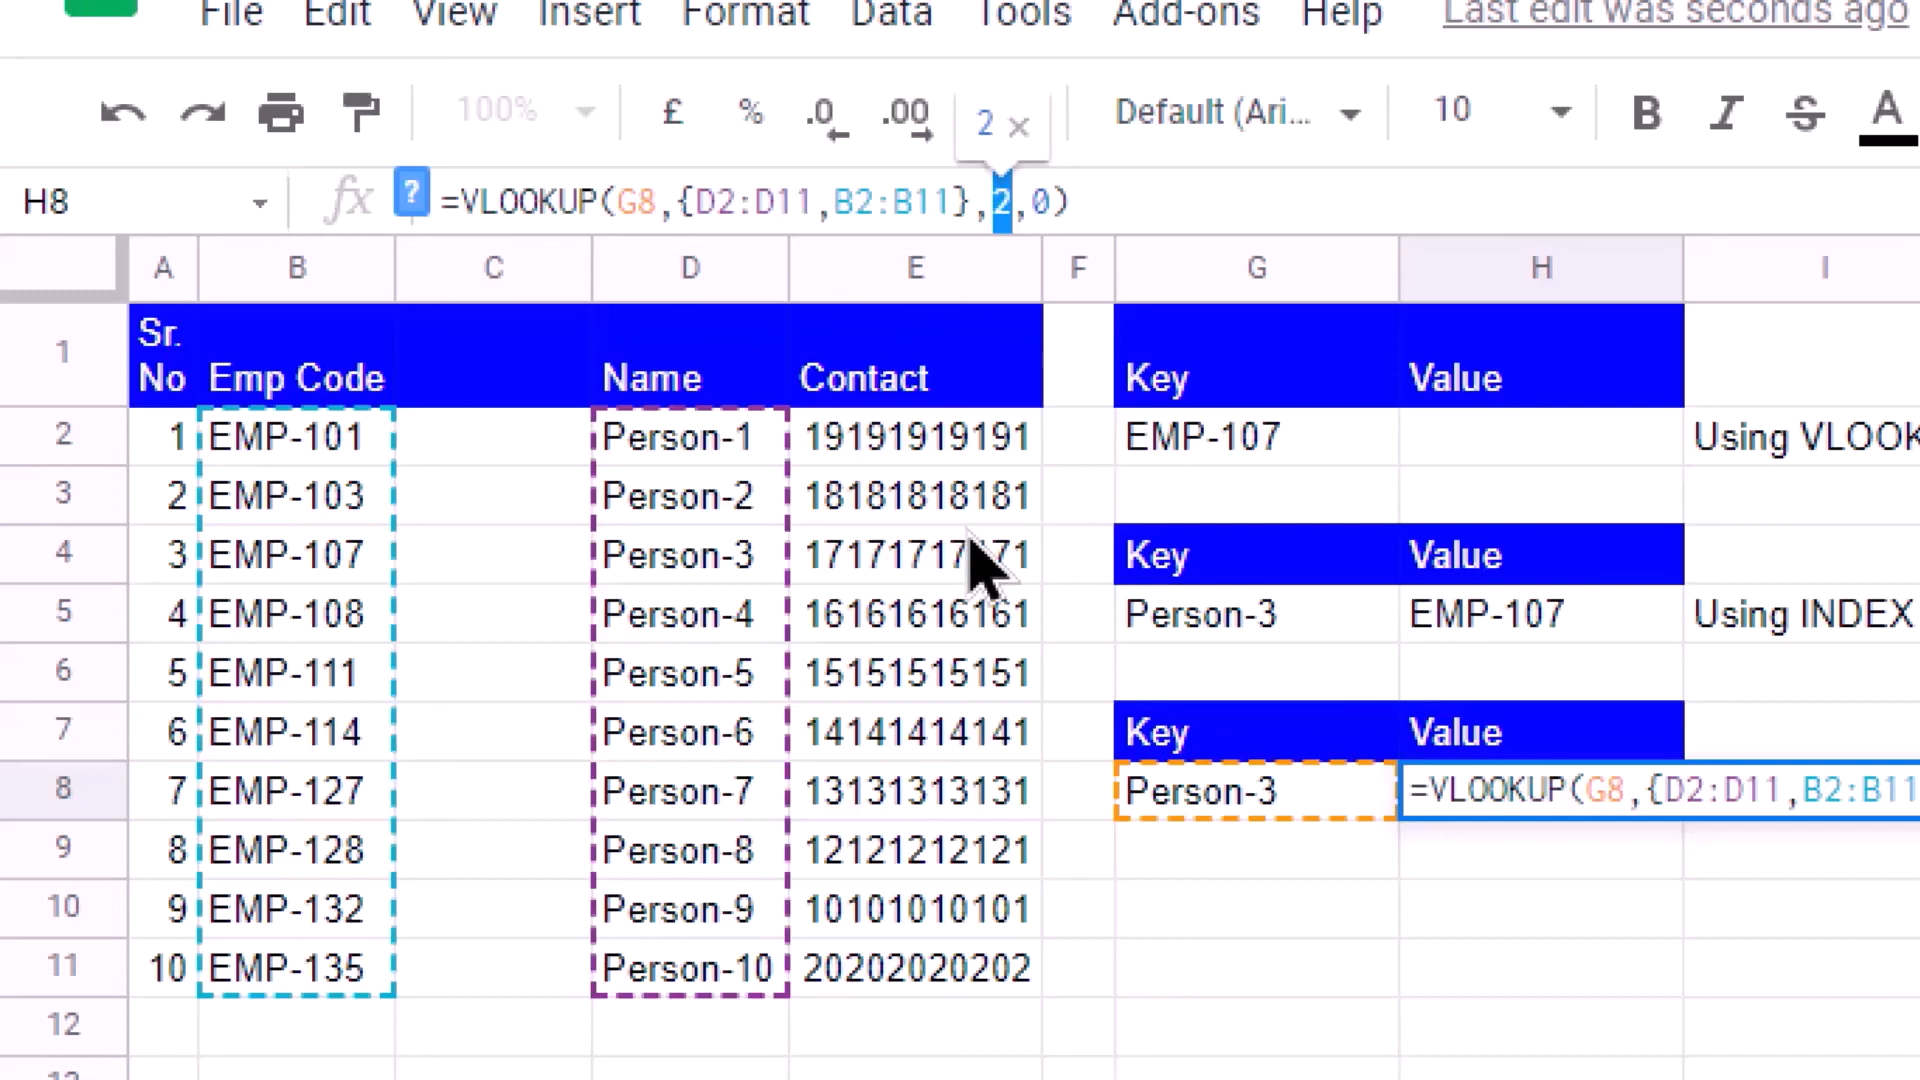 File Edit View Insert Format Data Tools Add-ons Help Last edit was seconds ago
100% £ % .0 .00 2 × Default (Ari... 10 B I S A
H8 fx ? =VLOOKUP(G8,{D2:D11,B2:B11},2,0)
A B C D E F G H I
1 Sr. No Emp Code Name Contact Key Value
2 1 EMP-101 Person-1 19191919191 EMP-107 Using VLOOK
3 2 EMP-103 Person-2 18181818181
4 3 EMP-107 Person-3 17171717171 Key Value
5 4 EMP-108 Person-4 16161616161 Person-3 EMP-107 Using INDEX
6 5 EMP-111 Person-5 15151515151
7 6 EMP-114 Person-6 14141414141 Key Value
8 7 EMP-127 Person-7 13131313131 Person-3 =VLOOKUP(G8,{D2:D11,B2:B11
9 8 EMP-128 Person-8 12121212121
10 9 EMP-132 Person-9 10101010101
11 10 EMP-135 Person-10 20202020202
12